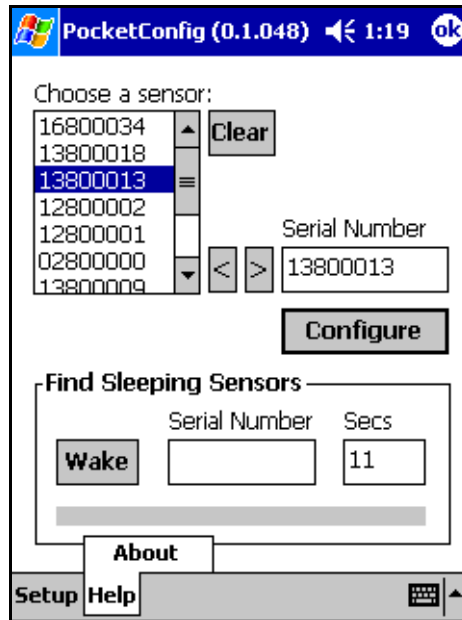 PocketConfig (0.1.048) 1:19 ok
Choose a sensor:
16800034
Clear
13800018
13800013
12800002
12800001
Serial Number
02800000
< > 13800013
13800009
Configure
Find Sleeping Sensors
Serial Number Secs
Wake 11
About
Setup Help